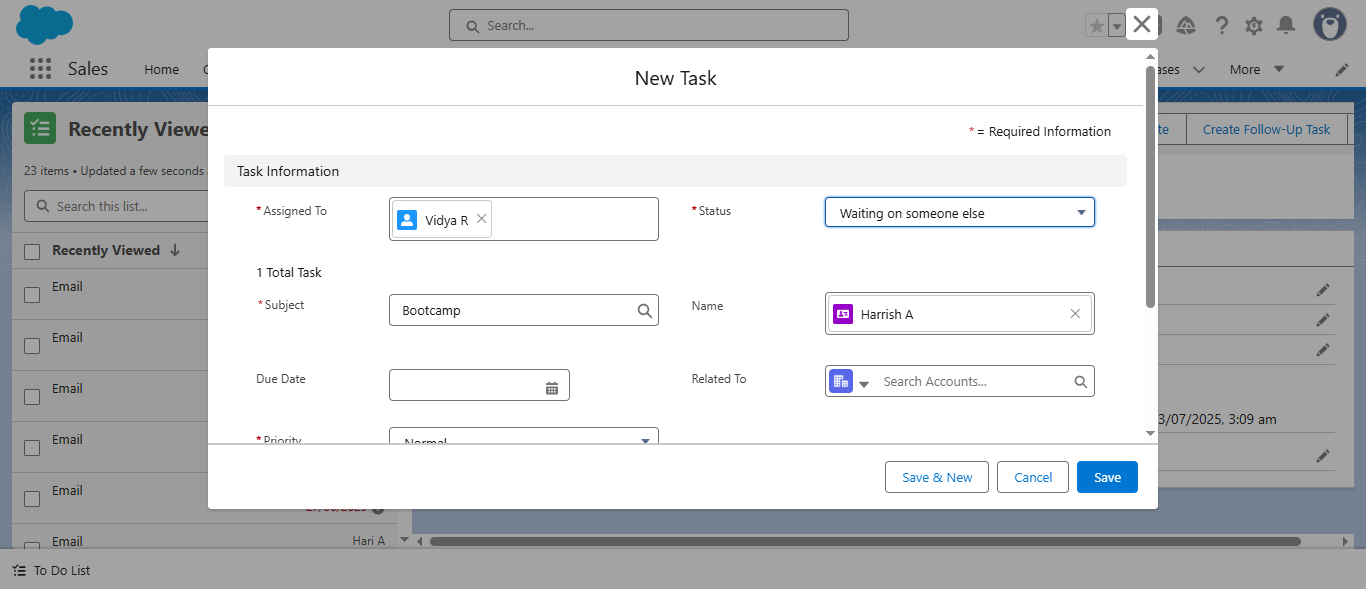 Search...
Sales
Home
More
New Task
* = Required Information
Recently Viewe
Create Follow-Up Task
23 items • Updated a few seconds
Task Information
Search this list...
*Assigned To
Vidya R
*Status
Waiting on someone else
Recently Viewed
1 Total Task
Email
*Subject
Bootcamp
Name
Harrish A
Email
Due Date
Related To
Search Accounts...
Email
3/07/2025, 3:09 am
Email
*Priority
Normal
Save & New
Cancel
Save
Email
Email
Hari A
To Do List